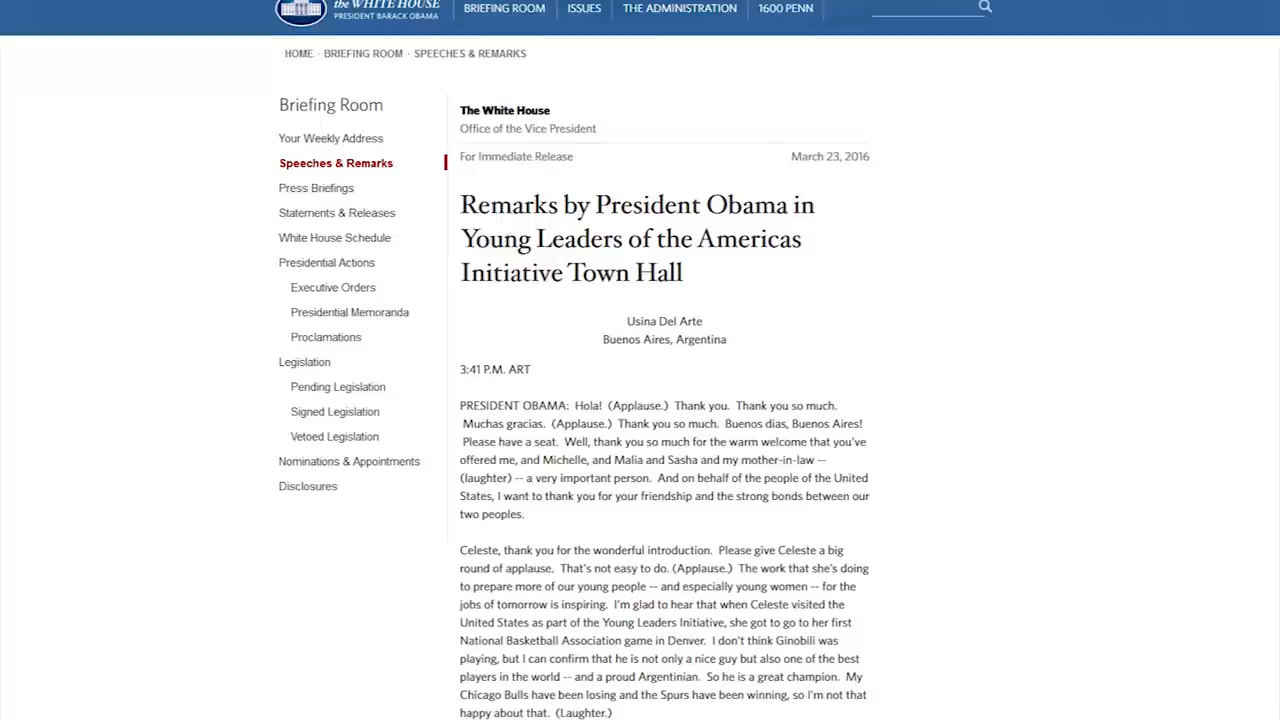 the WHITE HOUSE
PRESIDENT BARACK OBAMA
BRIEFING ROOM
ISSUES
THE ADMINISTRATION
1600 PENN
HOME · BRIEFING ROOM · SPEECHES & REMARKS
Briefing Room
Your Weekly Address
Speeches & Remarks
Press Briefings
Statements & Releases
White House Schedule
Presidential Actions
Executive Orders
Presidential Memoranda
Proclamations
Legislation
Pending Legislation
Signed Legislation
Vetoed Legislation
Nominations & Appointments
Disclosures
The White House
Office of the Vice President
For Immediate Release
March 23, 2016
Remarks by President Obama in
Young Leaders of the Americas
Initiative Town Hall
Usina Del Arte
Buenos Aires, Argentina
3:41 P.M. ART
PRESIDENT OBAMA: Hola! (Applause.) Thank you. Thank you so much.
Muchas gracias. (Applause.) Thank you so much. Buenos dias, Buenos Aires!
Please have a seat. Well, thank you so much for the warm welcome that you've
offered me, and Michelle, and Malia and Sasha and my mother-in-law --
(laughter) -- a very important person. And on behalf of the people of the United
States, I want to thank you for your friendship and the strong bonds between our
two peoples.
Celeste, thank you for the wonderful introduction. Please give Celeste a big
round of applause. That's not easy to do. (Applause.) The work that she's doing
to prepare more of our young people -- and especially young women -- for the
jobs of tomorrow is inspiring. I'm glad to hear that when Celeste visited the
United States as part of the Young Leaders Initiative, she got to go to her first
National Basketball Association game in Denver. I don't think Ginobili was
playing, but I can confirm that he is not only a nice guy but also one of the best
players in the world -- and a proud Argentinian. So he is a great champion. My
Chicago Bulls have been losing and the Spurs have been winning, so I'm not that
happy about that. (Laughter.)